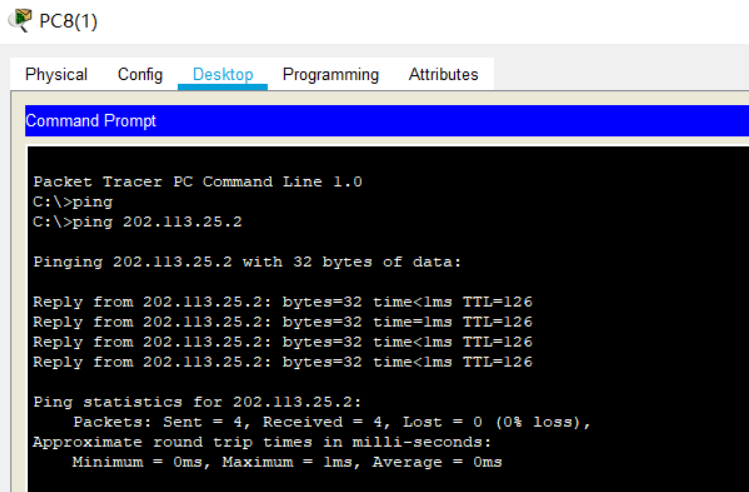 PC8(1)
Physical Config Desktop Programming Attributes
Command Prompt
Packet Tracer PC Command Line 1.0
C:\>ping
C:\>ping 202.113.25.2
Pinging 202.113.25.2 with 32 bytes of data:
Reply from 202.113.25.2: bytes=32 time<1ms TTL=126
Reply from 202.113.25.2: bytes=32 time=1ms TTL=126
Reply from 202.113.25.2: bytes=32 time<1ms TTL=126
Reply from 202.113.25.2: bytes=32 time<1ms TTL=126
Ping statistics for 202.113.25.2:
Packets: Sent = 4, Received = 4, Lost = 0 (0% loss),
Approximate round trip times in milli-seconds:
Minimum = 0ms, Maximum = 1ms, Average = 0ms